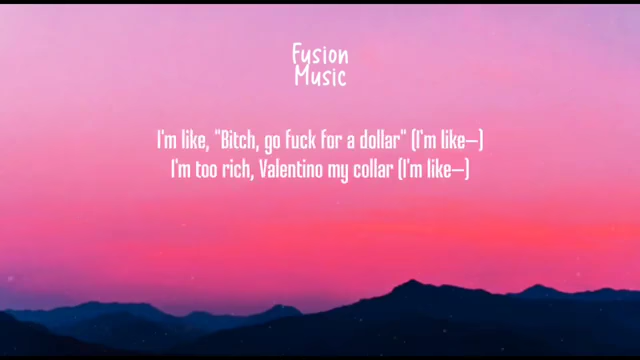 Fusion
Music
I'm like, "Bitch, go fuck for a dollar" (I'm like—)
I'm too rich, Valentino my collar (I'm like—)